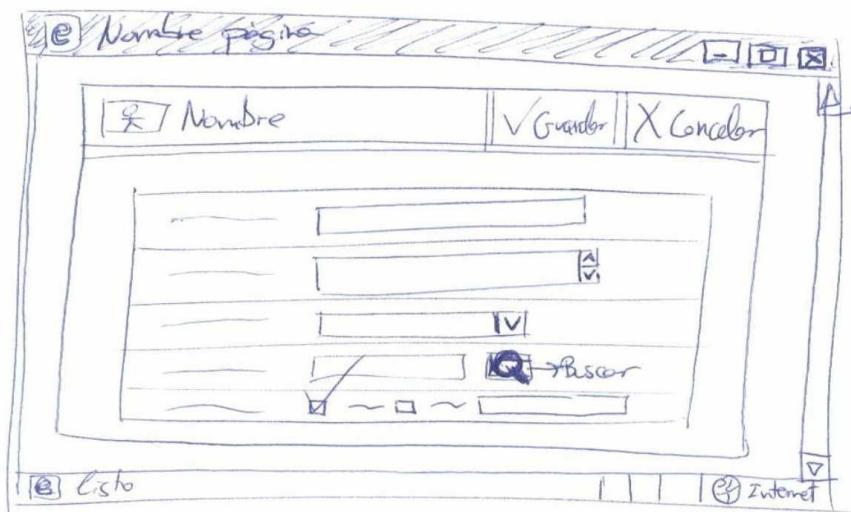 e Nombre página
Nombre √ Guardar X Cancelar
→ Buscar
e listo Internet